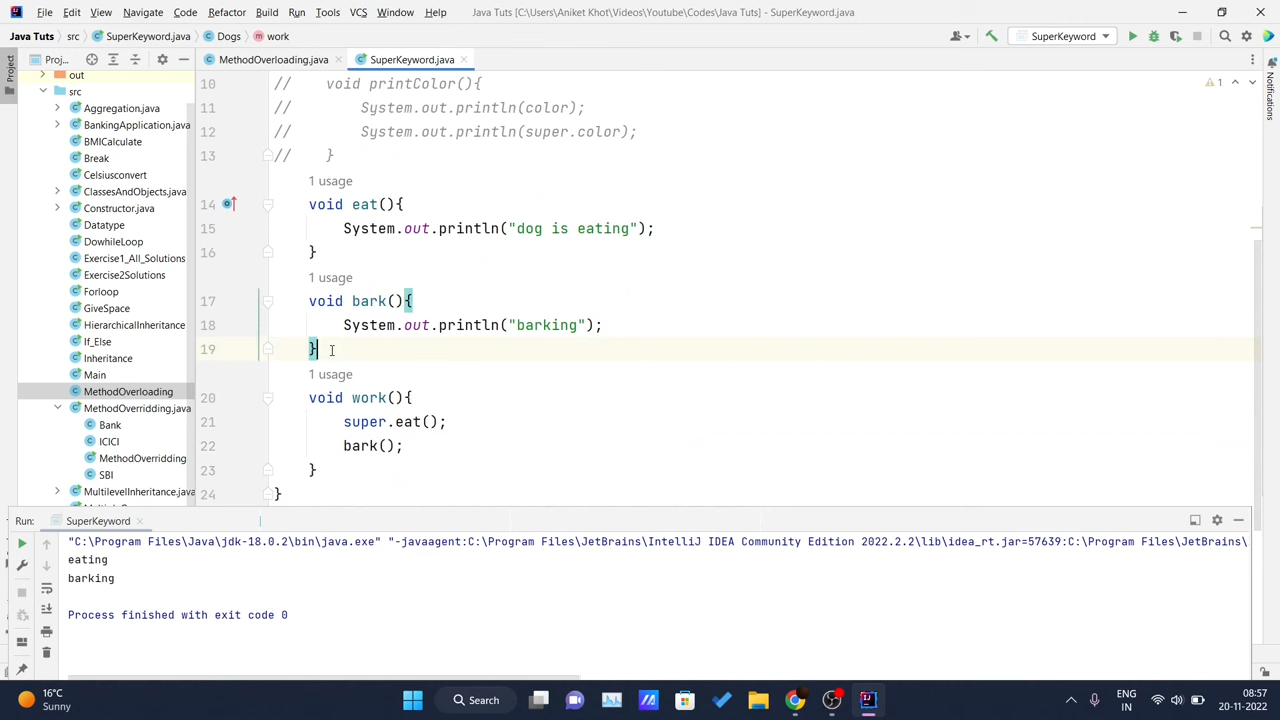 File Edit View Navigate Code Refactor Build Run Tools VCS Window Help Java Tuts [C:\Users\Aniket Khot\Videos\Youtube\Codes\Java Tuts] - SuperKeyword.java
Java Tuts src SuperKeyword.java Dogs work SuperKeyword
Project
Proj...
MethodOverloading.java SuperKeyword.java
Notifications
out
src
Aggregation.java
BankingApplication.java
BMICalculate
Break
Celsiusconvert
ClassesAndObjects.java
Constructor.java
Datatype
DowhileLoop
Exercise1_All_Solutions
Exercise2Solutions
Forloop
GiveSpace
HierarchicalInheritance
If_Else
Inheritance
Main
MethodOverloading
MethodOverridding.java
Bank
ICICI
MethodOverridding
SBI
MultilevelInheritance.java
1
10 // void printColor(){
11 // System.out.println(color);
12 // System.out.println(super.color);
13 // }
1 usage
14 void eat(){
15 System.out.println("dog is eating");
16 }
1 usage
17 void bark(){
18 System.out.println("barking");
19 }
1 usage
20 void work(){
21 super.eat();
22 bark();
23 }
24 }
Run: SuperKeyword
"C:\Program Files\Java\jdk-18.0.2\bin\java.exe" "-javaagent:C:\Program Files\JetBrains\IntelliJ IDEA Community Edition 2022.2.2\lib\idea_rt.jar=57639:C:\Program Files\JetBrains\
eating
barking
Process finished with exit code 0
16°C
Sunny
Search
ENG
IN
08:57
20-11-2022